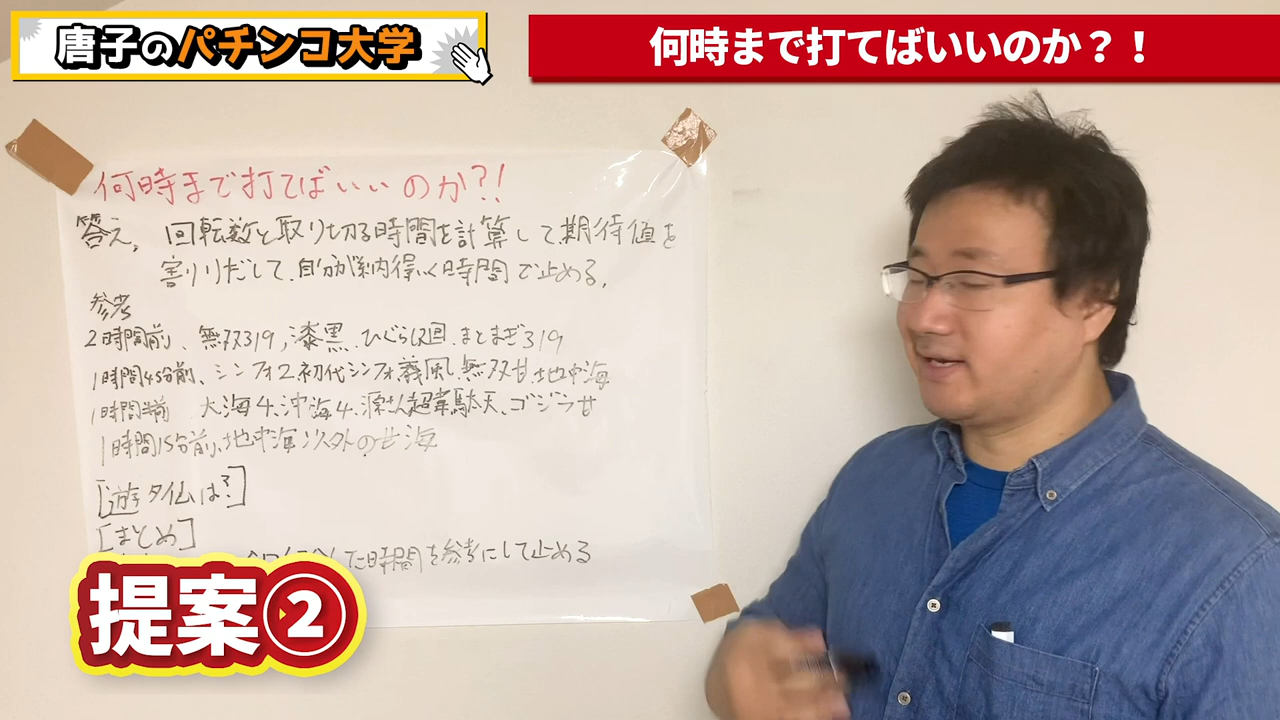 唐子のパチンコ大学
何時まで打てばいいのか?!
何時まで打てばいいのか?!
答え、回転数と取り切る時間を計算して、期待値を
割りだして、自分が納得いく時間で止める。
参考
2時間前、無双319、漆黒、ひぐらし廻、まどまぎ319
1時間45分前、シンフォ2、初代シンフォ、義風、無双甘、地中海
1時間半前 大海4、沖海4、源さん超韋駄天、ゴジラ甘
1時間15分前、地中海以外の甘海
[遊タイムは?]
[まとめ]
した時間を参考にして止める
提案②